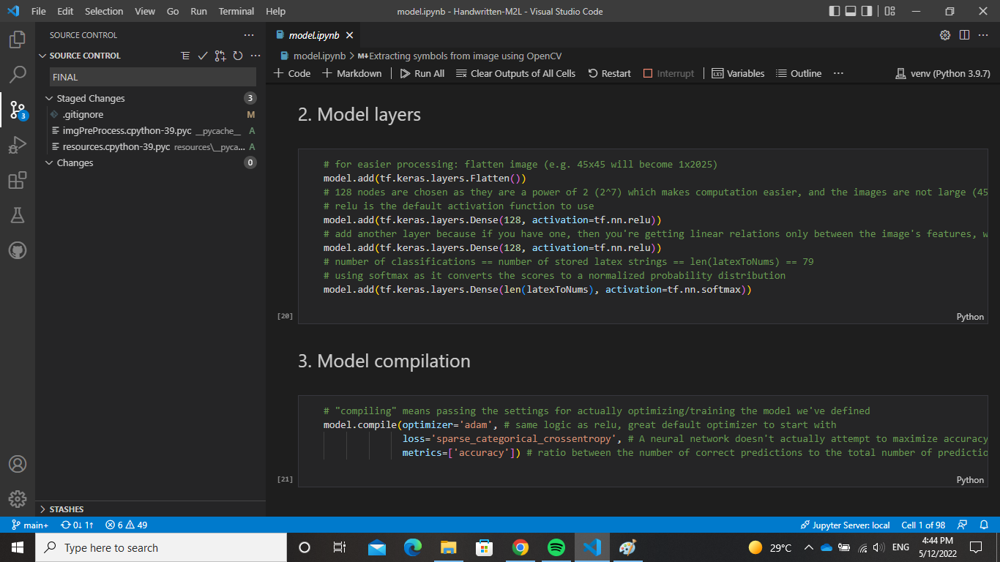 File Edit Selection View Go Run Terminal Help
model.ipynb - Handwritten-M2L - Visual Studio Code
SOURCE CONTROL
SOURCE CONTROL
FINAL
Staged Changes 3
.gitignore M
imgPreProcess.cpython-39.pyc __pycache__ A
resources.cpython-39.pyc resources\__pyca... A
Changes 0
STASHES
3
model.ipynb
model.ipynb > M↓Extracting symbols from image using OpenCV
+ Code + Markdown Run All Clear Outputs of All Cells Restart Interrupt Variables Outline ... venv (Python 3.9.7)
2. Model layers
# for easier processing: flatten image (e.g. 45x45 will become 1x2025)
model.add(tf.keras.layers.Flatten())
# 128 nodes are chosen as they are a power of 2 (2^7) which makes computation easier, and the images are not large (45
# relu is the default activation function to use
model.add(tf.keras.layers.Dense(128, activation=tf.nn.relu))
# add another layer because if you have one, then you're getting linear relations only between the image's features, w
model.add(tf.keras.layers.Dense(128, activation=tf.nn.relu))
# number of classifications == number of stored latex strings == len(latexToNums) == 79
# using softmax as it converts the scores to a normalized probability distribution
model.add(tf.keras.layers.Dense(len(latexToNums), activation=tf.nn.softmax))
[20]
Python
3. Model compilation
# "compiling" means passing the settings for actually optimizing/training the model we've defined
model.compile(optimizer='adam', # same logic as relu, great default optimizer to start with
loss='sparse_categorical_crossentropy', # A neural network doesn't actually attempt to maximize accuracy
metrics=['accuracy']) # ratio between the number of correct predictions to the total number of predictio
[21]
Python
main+ 0↓ 1↑ 6 49
Jupyter Server: local Cell 1 of 98
Type here to search
29°C ENG 4:44 PM
5/12/2022